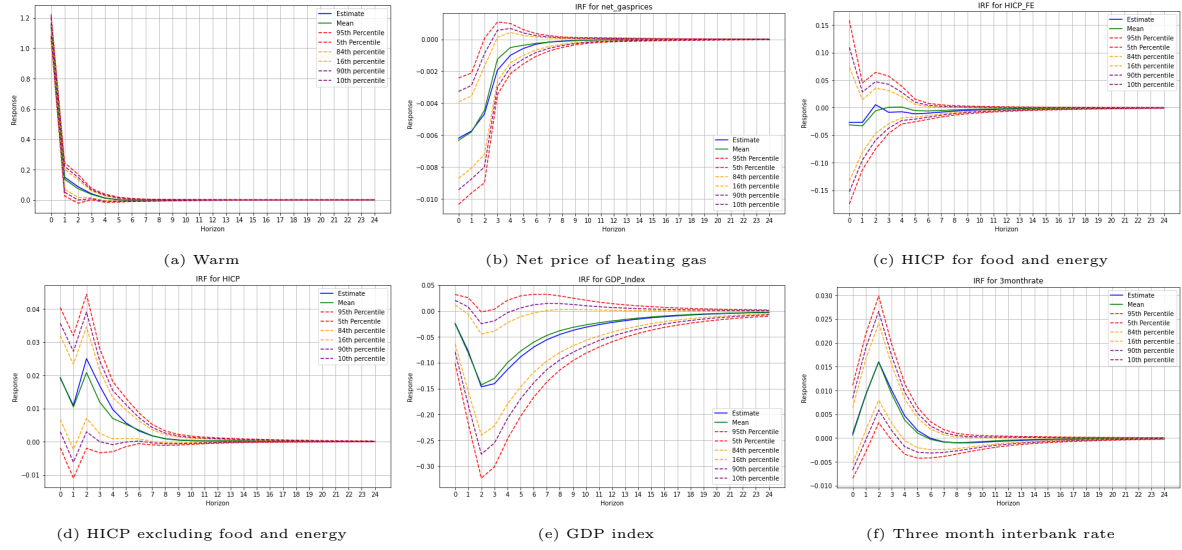 Response
1.2
1.0
0.8
0.6
0.4
0.2
0.0
Estimate
Mean
95th Percentile
5th Percentile
84th percentile
16th percentile
90th percentile
10th percentile
0 1 2 3 4 5 6 7 8 9 10 11 12 13 14 15 16 17 18 19 20 21 22 23 24
Horizon
(a) Warm
IRF for net_gasprices
Response
0.000
−0.002
−0.004
−0.006
−0.008
−0.010
Estimate
Mean
95th Percentile
5th Percentile
84th percentile
16th percentile
90th percentile
10th percentile
0 1 2 3 4 5 6 7 8 9 10 11 12 13 14 15 16 17 18 19 20 21 22 23 24
Horizon
(b) Net price of heating gas
IRF for HICP_FE
Response
0.15
0.10
0.05
0.00
−0.05
−0.10
−0.15
Estimate
Mean
95th Percentile
5th Percentile
84th percentile
16th percentile
90th percentile
10th percentile
0 1 2 3 4 5 6 7 8 9 10 11 12 13 14 15 16 17 18 19 20 21 22 23 24
Horizon
(c) HICP for food and energy
IRF for HICP
Response
0.04
0.03
0.02
0.01
0.00
−0.01
Estimate
Mean
95th Percentile
5th Percentile
84th percentile
16th percentile
90th percentile
10th percentile
0 1 2 3 4 5 6 7 8 9 10 11 12 13 14 15 16 17 18 19 20 21 22 23 24
Horizon
(d) HICP excluding food and energy
IRF for GDP_Index
Response
0.05
0.00
−0.05
−0.10
−0.15
−0.20
−0.25
−0.30
Estimate
Mean
95th Percentile
5th Percentile
84th percentile
16th percentile
90th percentile
10th percentile
0 1 2 3 4 5 6 7 8 9 10 11 12 13 14 15 16 17 18 19 20 21 22 23 24
Horizon
(e) GDP index
IRF for 3monthrate
Response
0.030
0.025
0.020
0.015
0.010
0.005
0.000
−0.005
−0.010
Estimate
Mean
95th Percentile
5th Percentile
84th percentile
16th percentile
90th percentile
10th percentile
0 1 2 3 4 5 6 7 8 9 10 11 12 13 14 15 16 17 18 19 20 21 22 23 24
Horizon
(f) Three month interbank rate